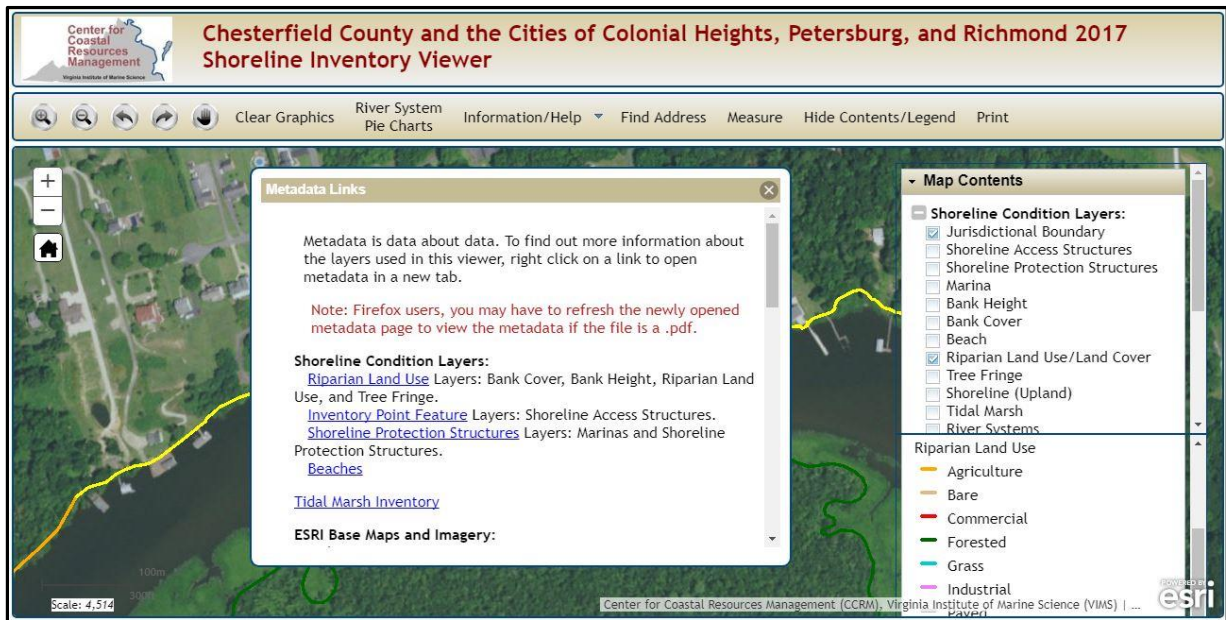 Center for
Coastal
Resources
Management
Virginia Institute of Marine Science
Chesterfield County and the Cities of Colonial Heights, Petersburg, and Richmond 2017
Shoreline Inventory Viewer
Clear Graphics
River System
Pie Charts
Information/Help
Find Address
Measure
Hide Contents/Legend
Print
+
−
Metadata Links
Metadata is data about data. To find out more information about
the layers used in this viewer, right click on a link to open
metadata in a new tab.
Note: Firefox users, you may have to refresh the newly opened
metadata page to view the metadata if the file is a .pdf.
Shoreline Condition Layers:
Riparian Land Use Layers: Bank Cover, Bank Height, Riparian Land
Use, and Tree Fringe.
Inventory Point Feature Layers: Shoreline Access Structures.
Shoreline Protection Structures Layers: Marinas and Shoreline
Protection Structures.
Beaches
Tidal Marsh Inventory
ESRI Base Maps and Imagery:
Map Contents
Shoreline Condition Layers:
Jurisdictional Boundary
Shoreline Access Structures
Shoreline Protection Structures
Marina
Bank Height
Bank Cover
Beach
Riparian Land Use/Land Cover
Tree Fringe
Shoreline (Upland)
Tidal Marsh
River Systems
Riparian Land Use
Agriculture
Bare
Commercial
Forested
Grass
Industrial
Paved
100m
300ft
Scale: 4,514
Center for Coastal Resources Management (CCRM), Virginia Institute of Marine Science (VIMS) | ...
POWERED BY
esri